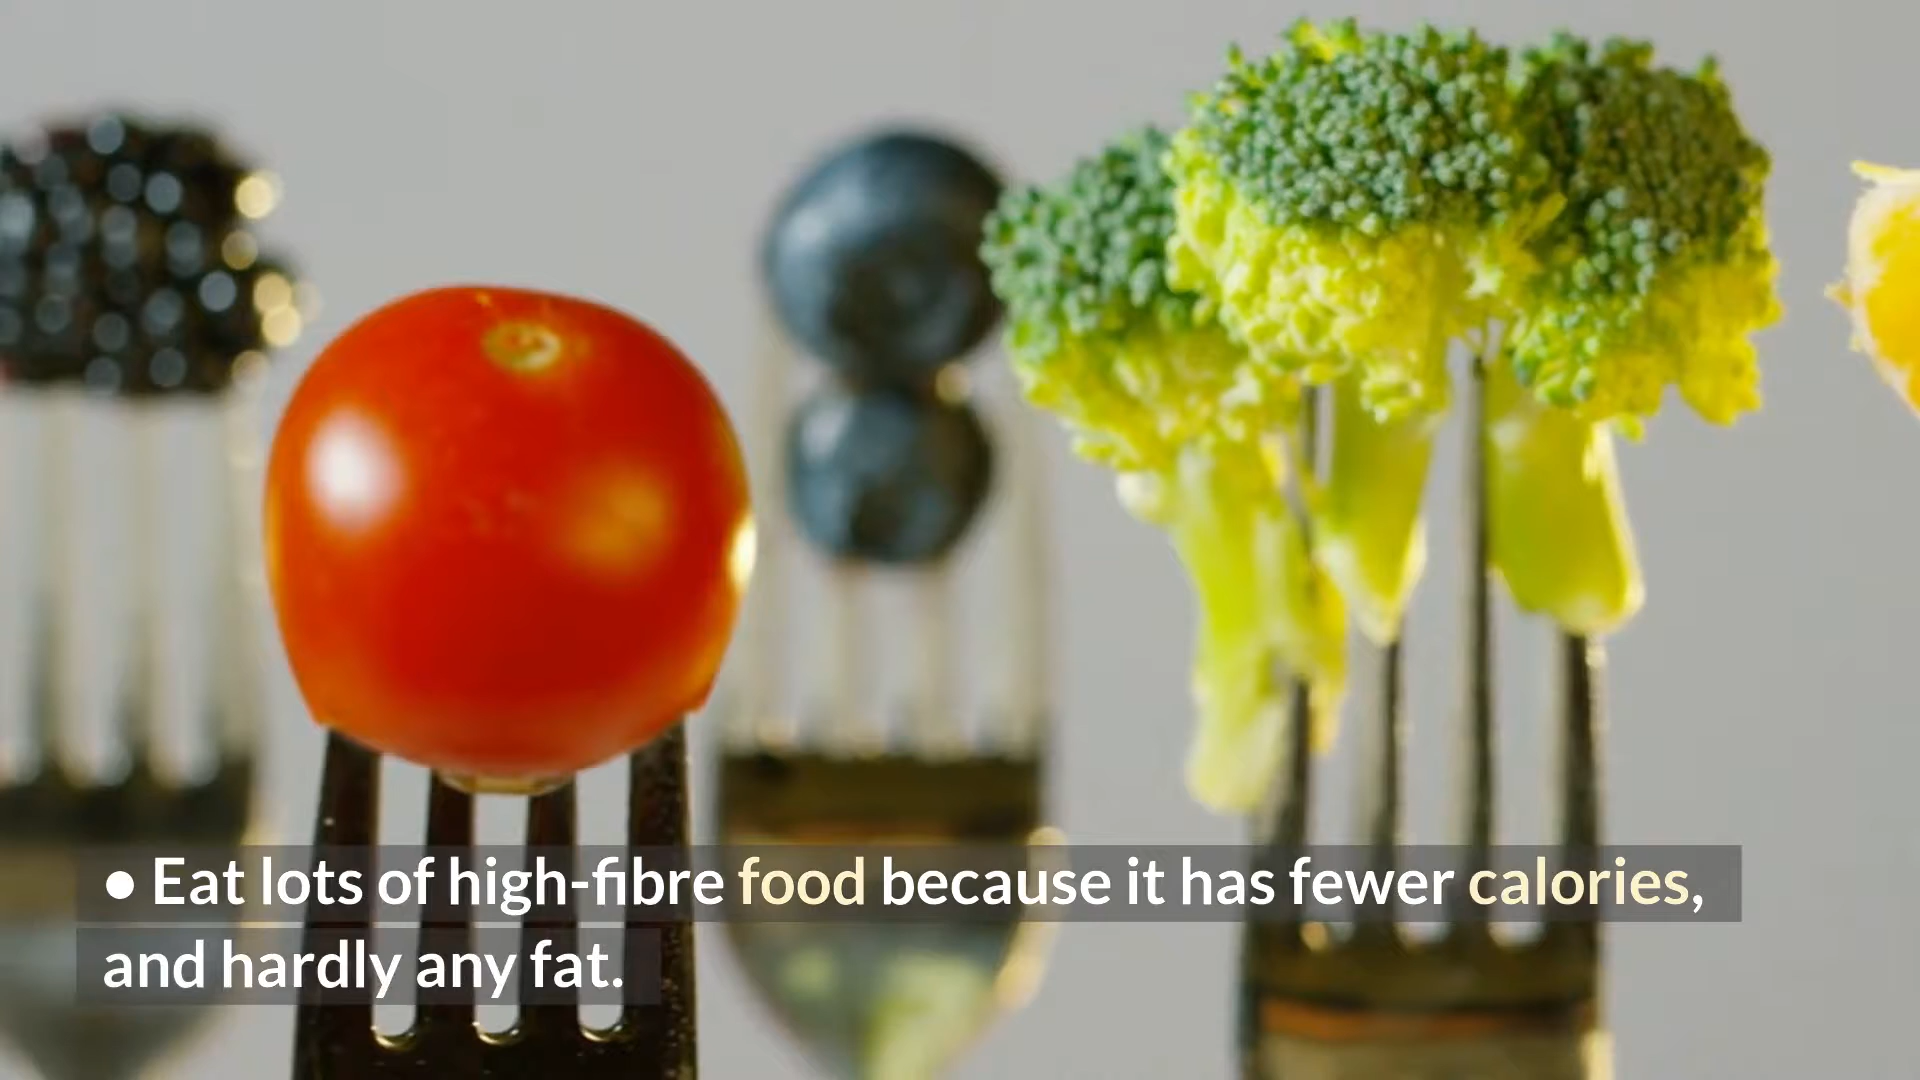 ● Eat lots of high-fibre food because it has fewer calories,
and hardly any fat.